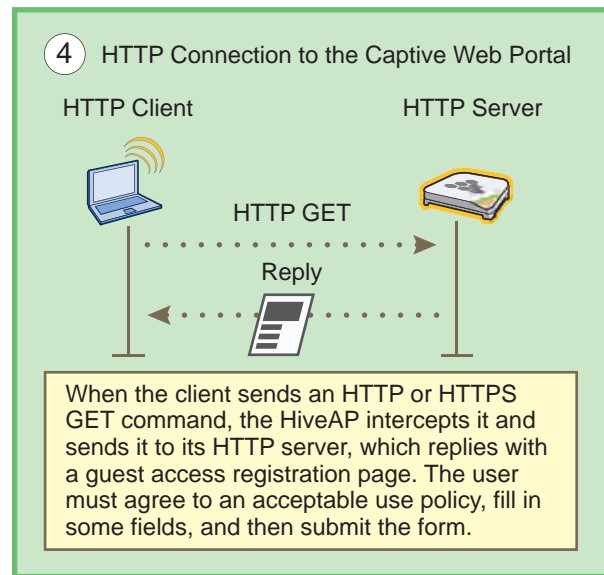 4 HTTP Connection to the Captive Web Portal
HTTP Client HTTP Server
HTTP GET
Reply
When the client sends an HTTP or HTTPS
GET command, the HiveAP intercepts it and
sends it to its HTTP server, which replies with
a guest access registration page. The user
must agree to an acceptable use policy, fill in
some fields, and then submit the form.